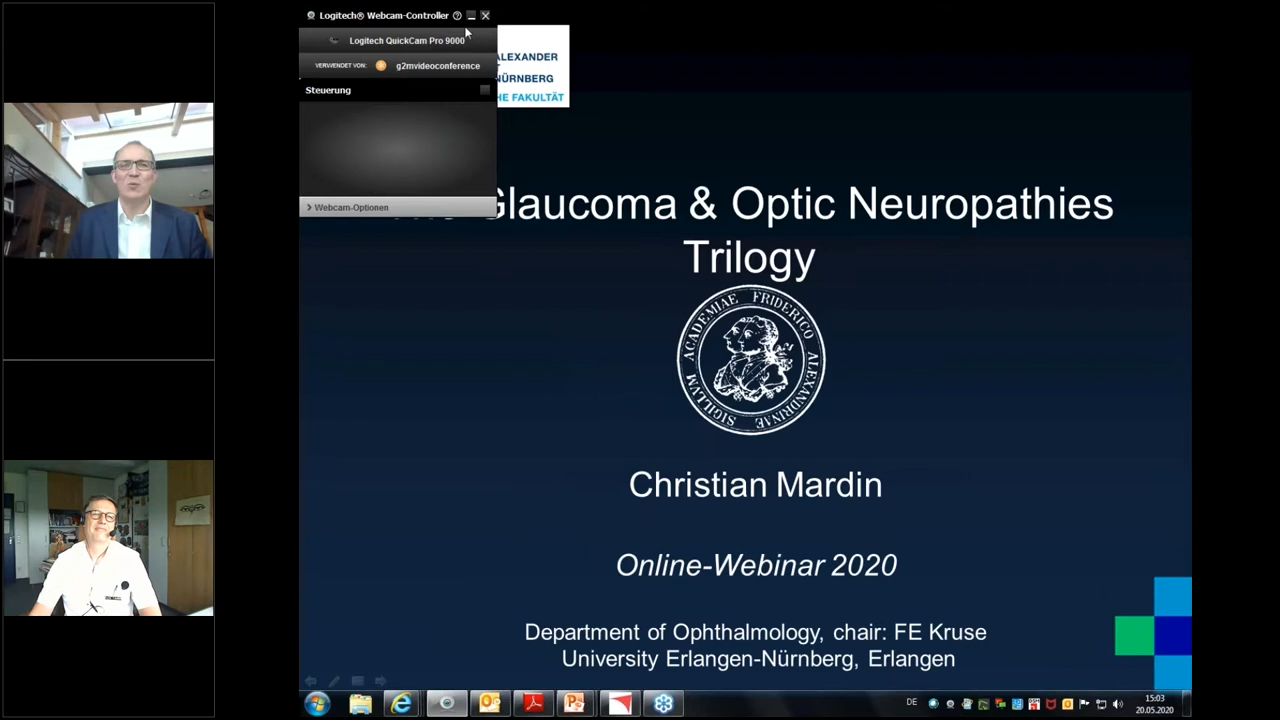 Logitech® Webcam-Controller
Logitech QuickCam Pro 9000
VERWENDET VON: g2mvideoconference
Steuerung
Webcam-Optionen
ALEXANDER
NÜRNBERG
HE FAKULTÄT
Glaucoma & Optic Neuropathies
Trilogy
SIGILLVM ACADEMIAE FRIDERICO ALEXANDRINAE
Christian Mardin
Online-Webinar 2020
Department of Ophthalmology, chair: FE Kruse
University Erlangen-Nürnberg, Erlangen
DE
15:03
20.05.2020